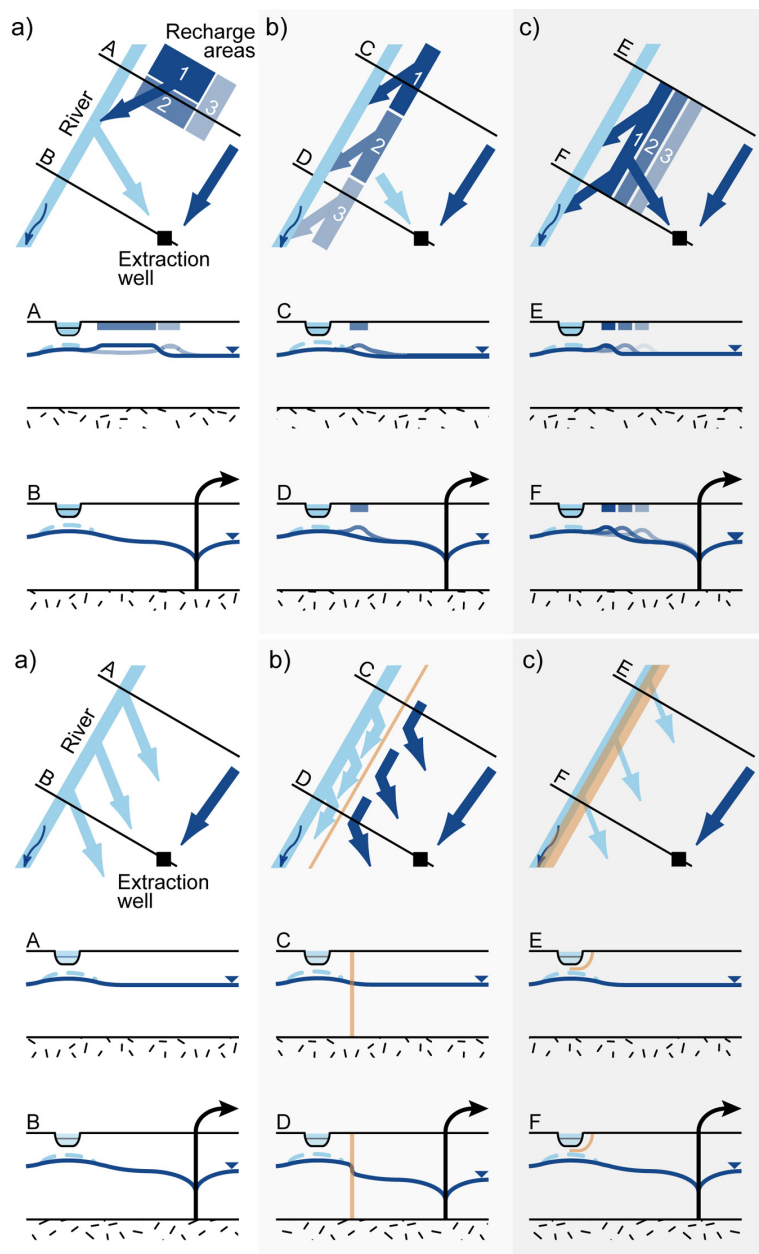 a)
A
Recharge
areas
1
2
3
River
B
Extraction
well
b)
C
1
2
D
3
c)
E
1
2
3
F
A
C
E
B
D
F
a)
A
River
B
Extraction
well
b)
C
D
c)
E
F
A
C
E
B
D
F